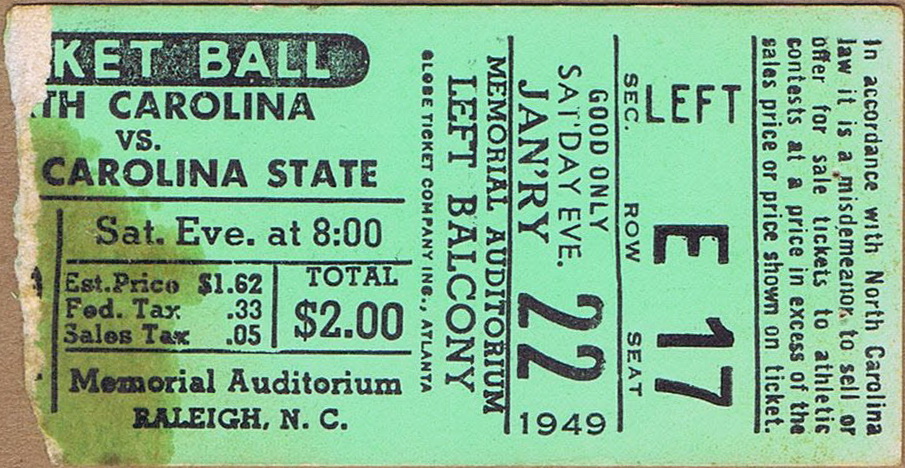 KET BALL
TH CAROLINA
VS.
CAROLINA STATE
Sat. Eve. at 8:00
Est. Price $1.62
Fed. Tax .33
Sales Tax .05
TOTAL
$2.00
Memorial Auditorium
RALEIGH, N. C.
GLOBE TICKET COMPANY INC., ATLANTA
LEFT BALCONY
MEMORIAL AUDITORIUM
JAN'RY 22
SAT'DAY EVE.
GOOD ONLY
1949
SEC. ROW SEAT
LEFT E 17
In accordance with North Carolina
law it is a misdemeanor to sell or
offer for sale tickets to athletic
contests at a price in excess of the
sales price or price shown on ticket.